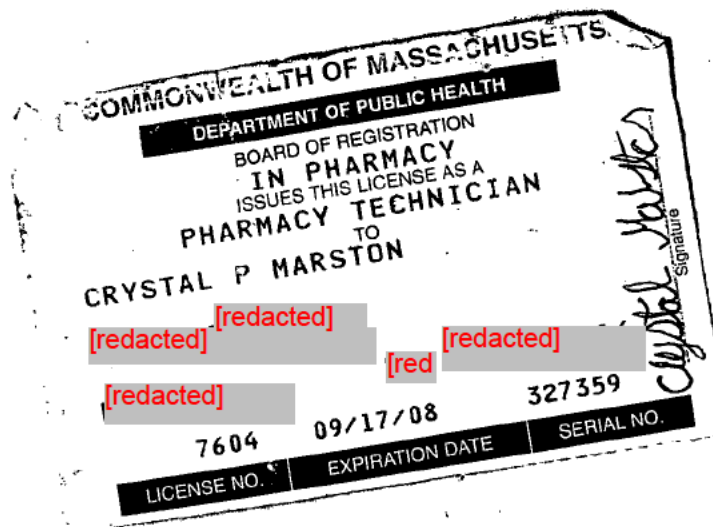 COMMONWEALTH OF MASSACHUSETTS
DEPARTMENT OF PUBLIC HEALTH
BOARD OF REGISTRATION
IN PHARMACY
ISSUES THIS LICENSE AS A
PHARMACY TECHNICIAN
TO
CRYSTAL P MARSTON
[redacted]
[redacted]
[redacted]
[red
[redacted]
7604 09/17/08 327359
LICENSE NO. EXPIRATION DATE SERIAL NO.
Crystal Marston
Signature